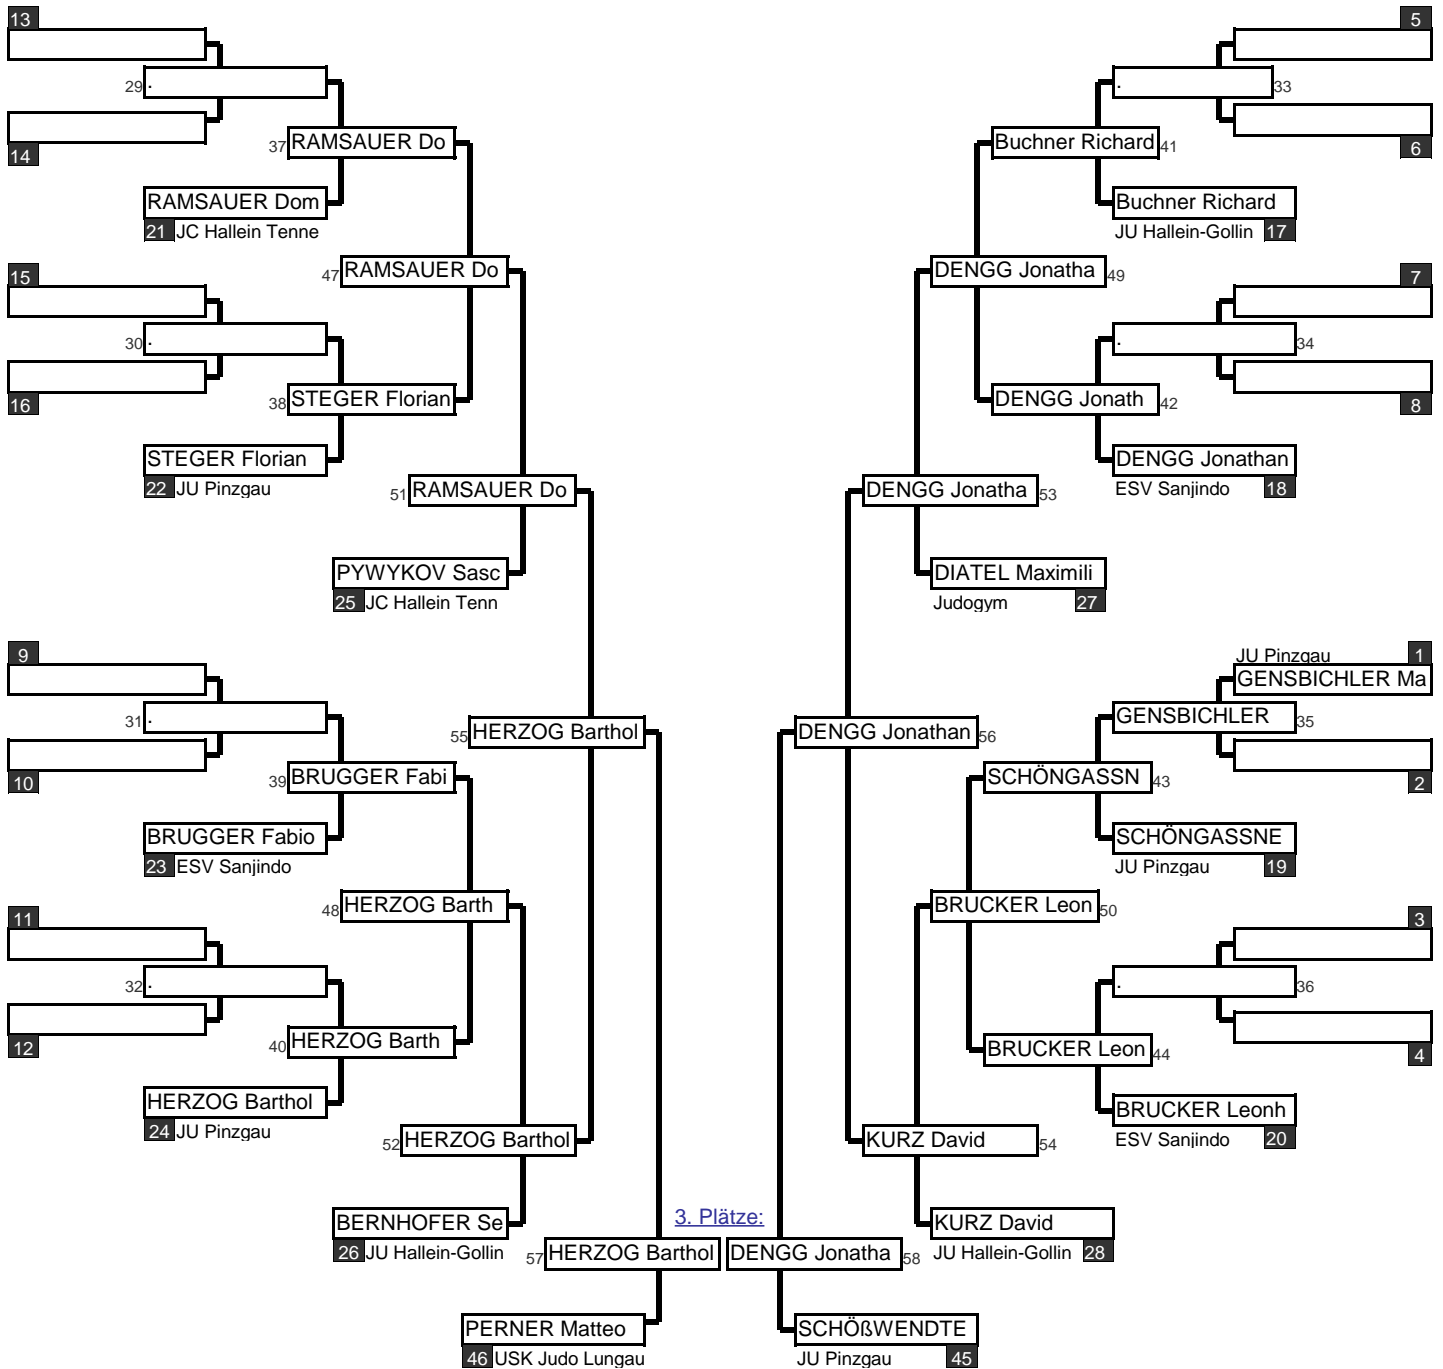 13 5
29 . . 33
14 37 RAMSAUER Do Buchner Richard 41 6
RAMSAUER Dom Buchner Richard
21 JC Hallein Tenne JU Hallein-Gollin 17
15 47 RAMSAUER Do DENGG Jonatha 49 7
30 . . 34
16 38 STEGER Florian DENGG Jonath 42 8
STEGER Florian DENGG Jonathan
22 JU Pinzgau 51 RAMSAUER Do DENGG Jonatha 53 ESV Sanjindo 18
PYWYKOV Sasc DIATEL Maximili
25 JC Hallein Tenn Judogym 27
9 JU Pinzgau 1
GENSBICHLER Ma
31 . GENSBICHLER 35
55 HERZOG Barthol DENGG Jonathan 56
10 39 BRUGGER Fabi SCHÖNGASSN 43 2
BRUGGER Fabio SCHÖNGASSNE
23 ESV Sanjindo JU Pinzgau 19
11 48 HERZOG Barth BRUCKER Leon 50 3
32 . . 36
12 40 HERZOG Barth BRUCKER Leon 44 4
HERZOG Barthol BRUCKER Leonh
24 JU Pinzgau 52 HERZOG Barthol KURZ David 54 ESV Sanjindo 20
BERNHOFER Se 3. Plätze: KURZ David
26 JU Hallein-Gollin 57 HERZOG Barthol DENGG Jonatha 58 JU Hallein-Gollin 28
PERNER Matteo SCHÖßWENDTE
46 USK Judo Lungau JU Pinzgau 45